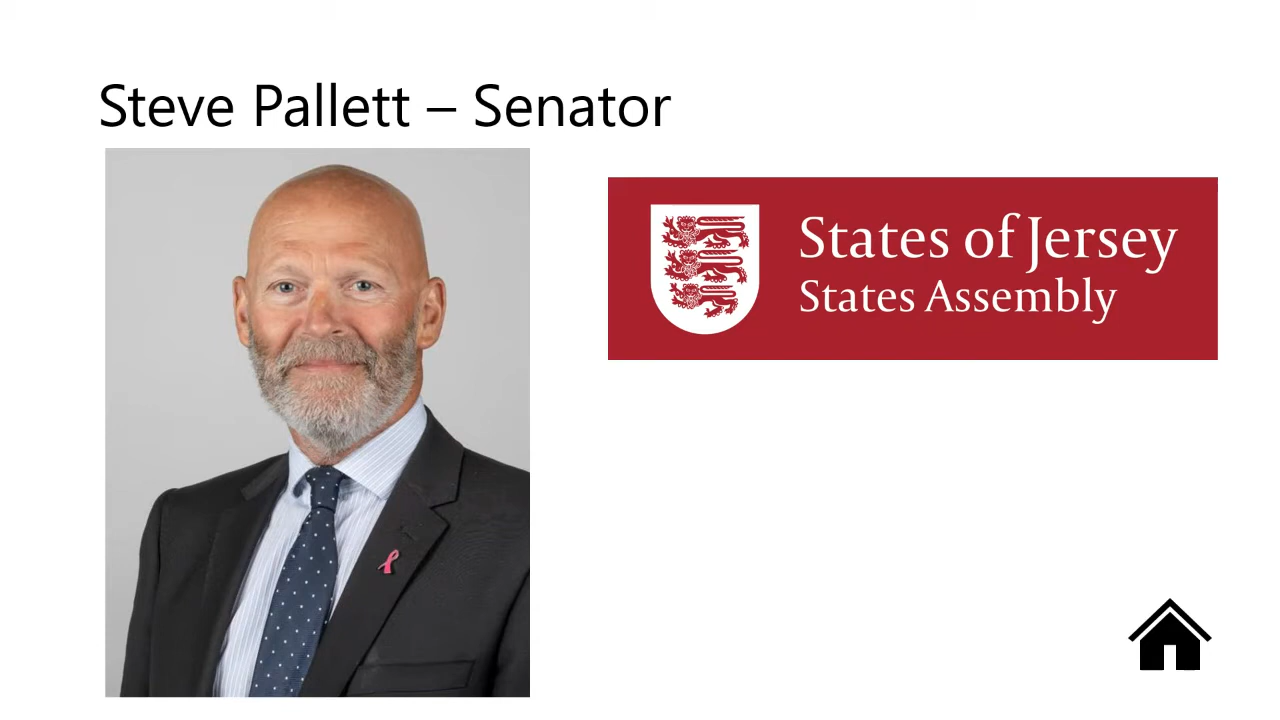 Steve Pallett – Senator
States of Jersey
States Assembly